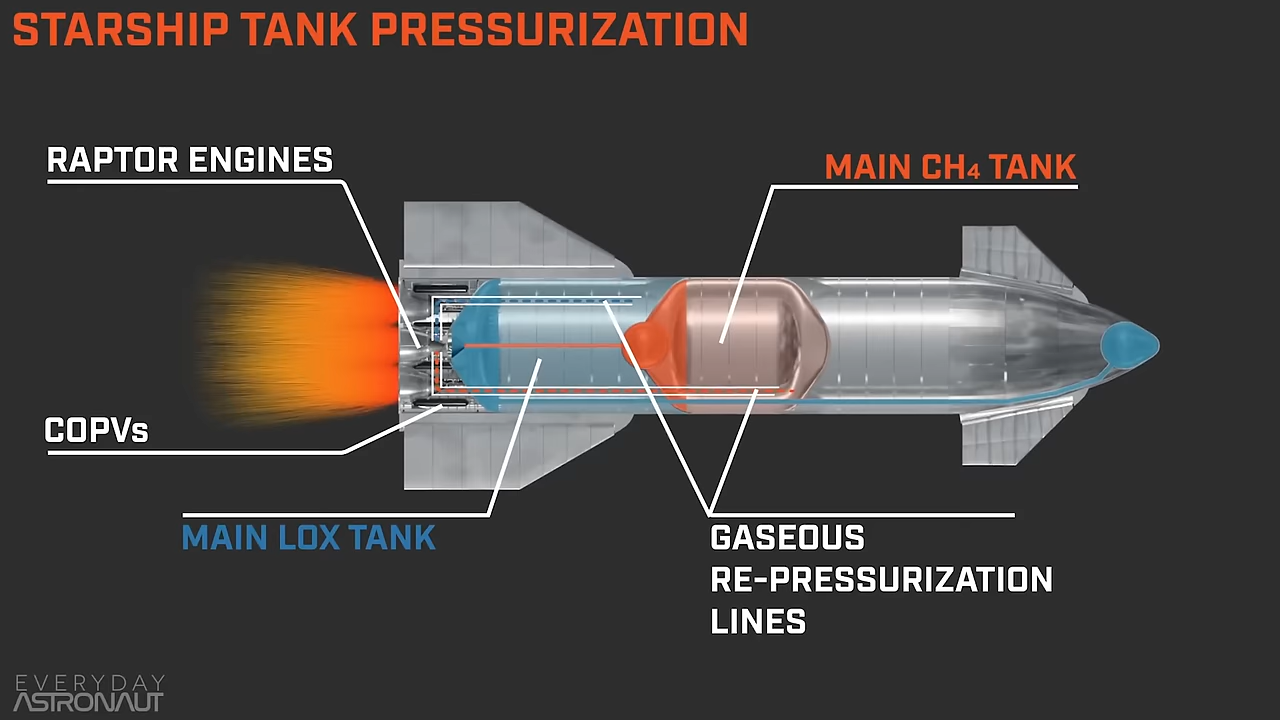 STARSHIP TANK PRESSURIZATION
RAPTOR ENGINES
MAIN CH₄ TANK
COPVs
MAIN LOX TANK
GASEOUS
RE-PRESSURIZATION
LINES
EVERYDAY
ASTRONAUT